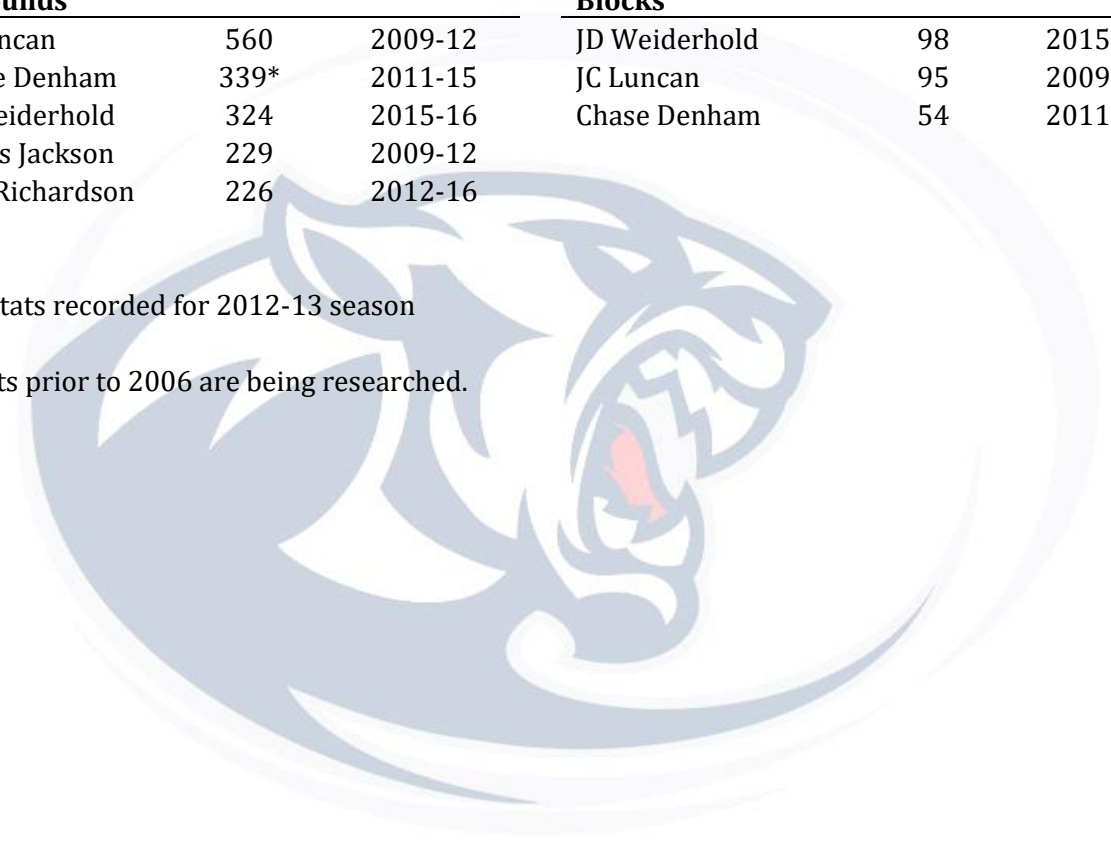 unds
ncan 560 2009-12
e Denham 339* 2011-15
eiderhold 324 2015-16
s Jackson 229 2009-12
Richardson 226 2012-16
Blocks
JD Weiderhold 98 2015
JC Luncan 95 2009
Chase Denham 54 2011
tats recorded for 2012-13 season
ts prior to 2006 are being researched.